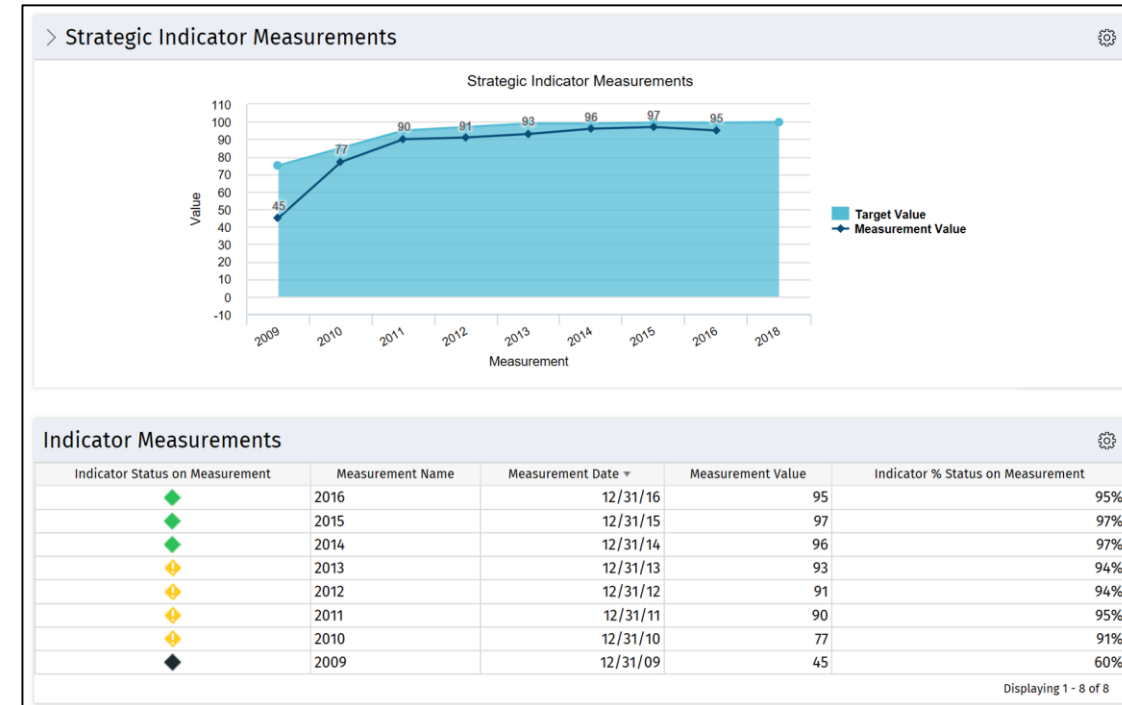 Strategic Indicator Measurements
Strategic Indicator Measurements
110
100
90
80
70
60
50
40
30
20
10
0
-10
Value
45
77
90
91
93
96
97
95
2009
2010
2011
2012
2013
2014
2015
2016
2018
Measurement
Target Value
Measurement Value
Indicator Measurements
Indicator Status on Measurement Measurement Name Measurement Date Measurement Value Indicator % Status on Measurement
2016 12/31/16 95 95%
2015 12/31/15 97 97%
2014 12/31/14 96 97%
2013 12/31/13 93 94%
2012 12/31/12 91 94%
2011 12/31/11 90 95%
2010 12/31/10 77 91%
2009 12/31/09 45 60%
Displaying 1 - 8 of 8